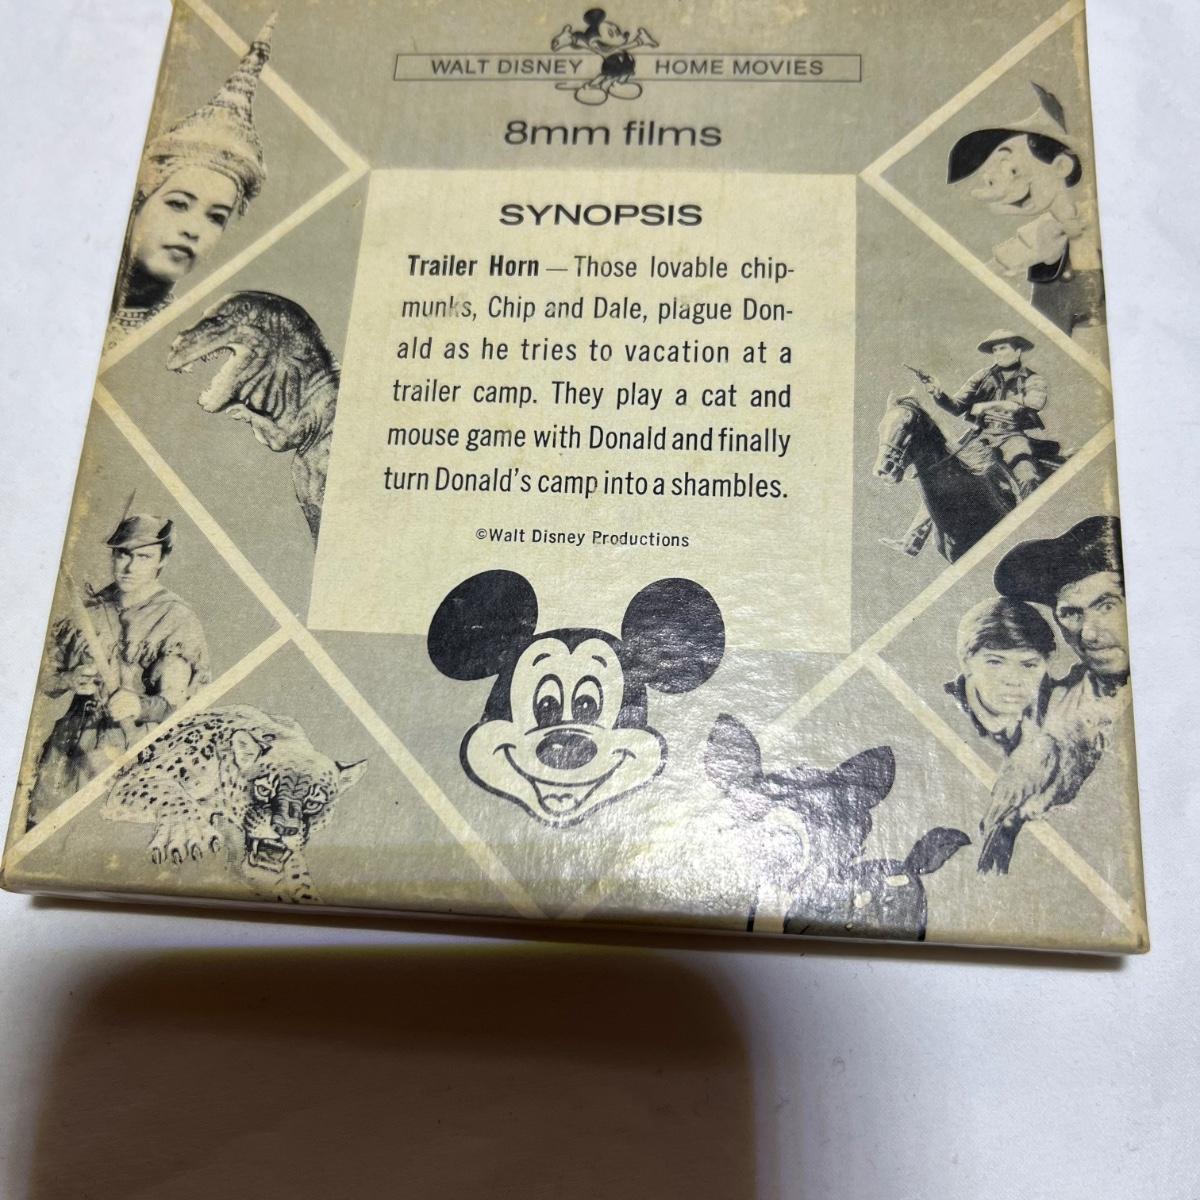 WALT DISNEY HOME MOVIES
8mm films
SYNOPSIS
Trailer Horn — Those lovable chip-
munks, Chip and Dale, plague Don-
ald as he tries to vacation at a
trailer camp. They play a cat and
mouse game with Donald and finally
turn Donald's camp into a shambles.
©Walt Disney Productions